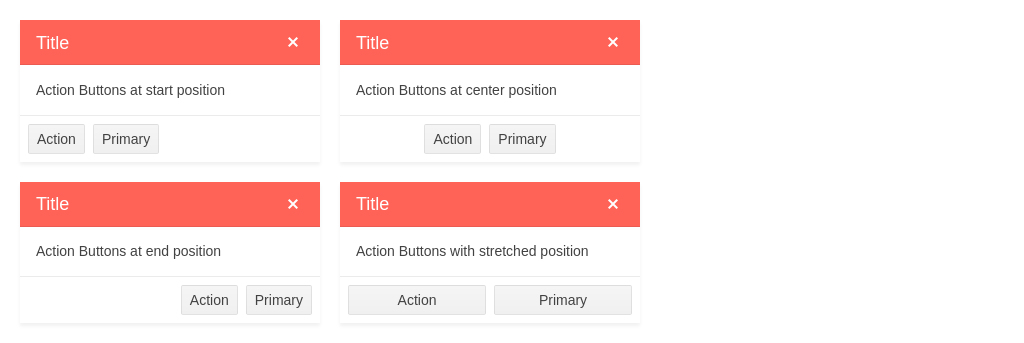 Title ×
Action Buttons at start position
Action Primary
Title ×
Action Buttons at center position
Action Primary
Title ×
Action Buttons at end position
Action Primary
Title ×
Action Buttons with stretched position
Action Primary